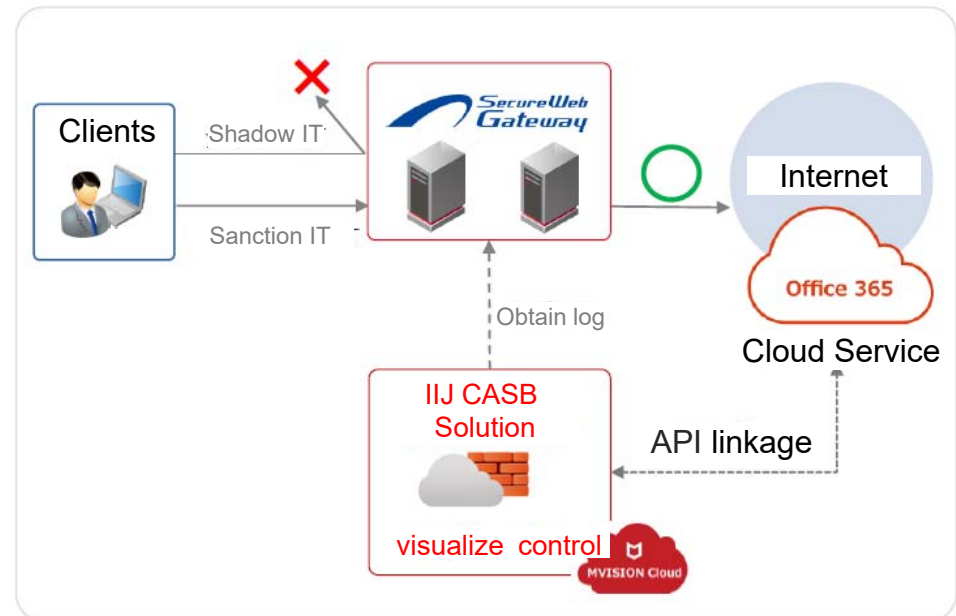 Clients
Shadow IT
Sanction IT
SecureWeb
Gateway
Internet
Office 365
Cloud Service
Obtain log
IIJ CASB
Solution
visualize control
MVISION Cloud
API linkage